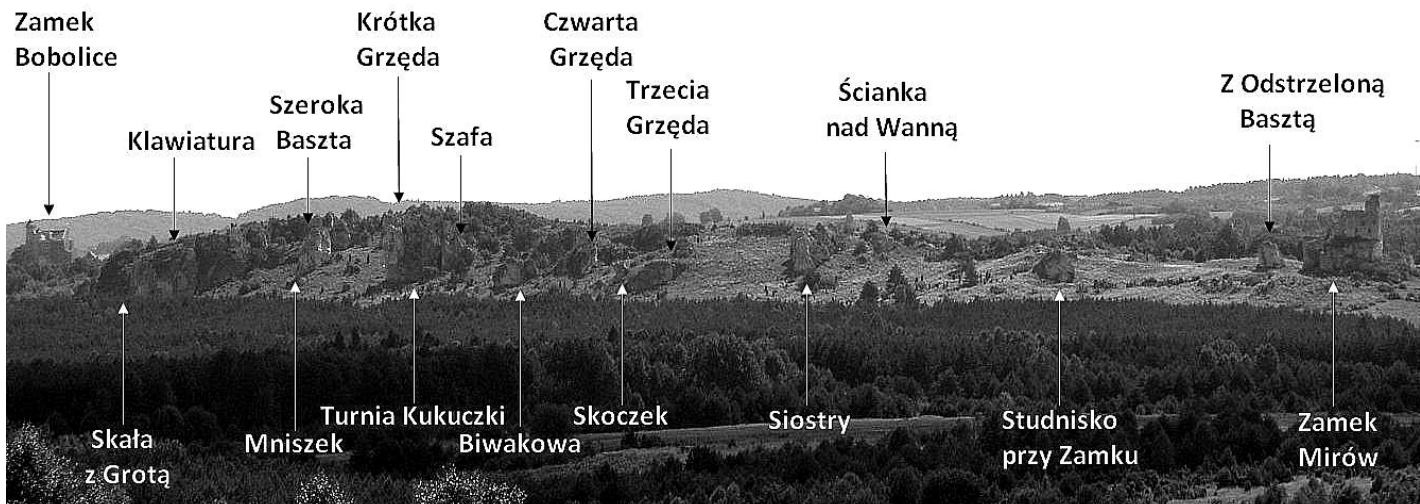 Zamek
Bobolice
Klawiatura
Szeroka
Baszta
Krótka
Grzęda
Szafa
Czwarta
Grzęda
Trzecia
Grzęda
Ścianka
nad Wanną
Z Odstrzeloną
Basztą
Skała
z Grotą
Mniszek
Turnia Kukuczki
Biwakowa
Skoczek
Siostry
Studnisko
przy Zamku
Zamek
Mirów